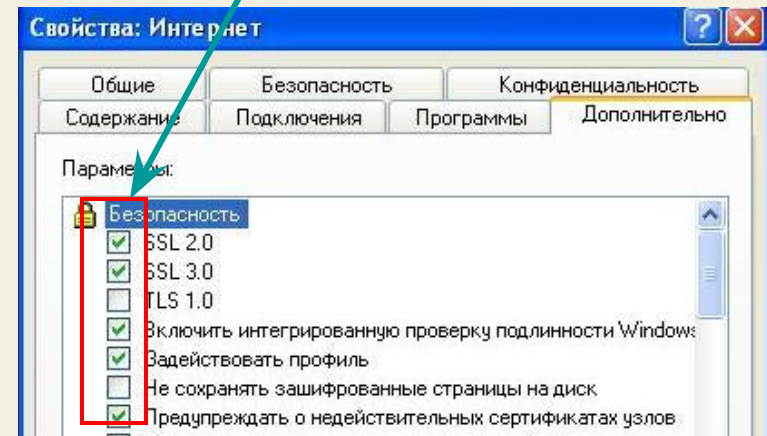 Свойства: Интернет
Общие
Безопасность
Конфиденциальность
Содержание
Подключения
Программы
Дополнительно
Параметры:
Безопасность
SSL 2.0
SSL 3.0
TLS 1.0
Включить интегрированную проверку подлинности Windows
Задействовать профиль
Не сохранять зашифрованные страницы на диск
Предупреждать о недействительных сертификатах узлов